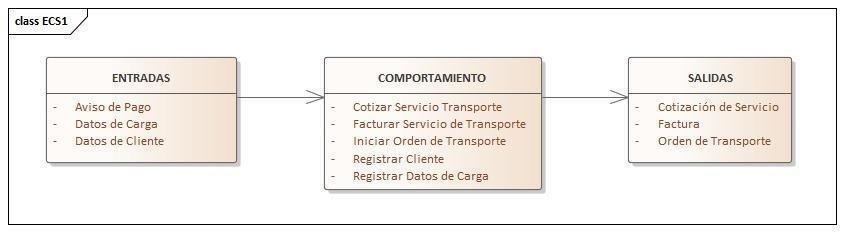 class ECS1
ENTRADAS
- Aviso de Pago
- Datos de Carga
- Datos de Cliente
COMPORTAMIENTO
- Cotizar Servicio Transporte
- Facturar Servicio de Transporte
- Iniciar Orden de Transporte
- Registrar Cliente
- Registrar Datos de Carga
SALIDAS
- Cotización de Servicio
- Factura
- Orden de Transporte